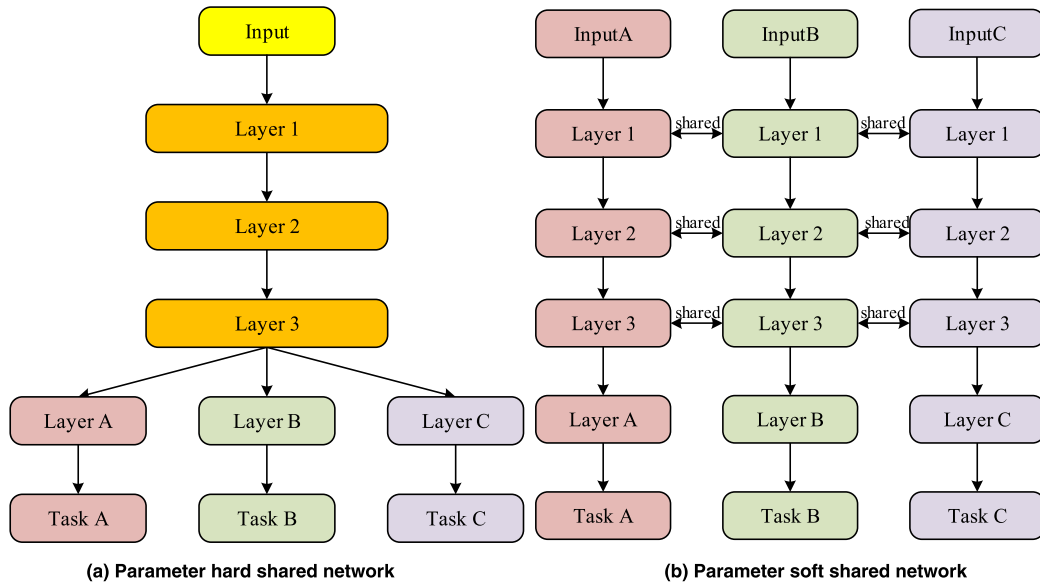 Input
Layer 1
Layer 2
Layer 3
Layer A Layer B Layer C
Task A Task B Task C
(a) Parameter hard shared network
InputA InputB InputC
Layer 1 shared Layer 1 shared Layer 1
Layer 2 shared Layer 2 shared Layer 2
Layer 3 shared Layer 3 shared Layer 3
Layer A Layer B Layer C
Task A Task B Task C
(b) Parameter soft shared network